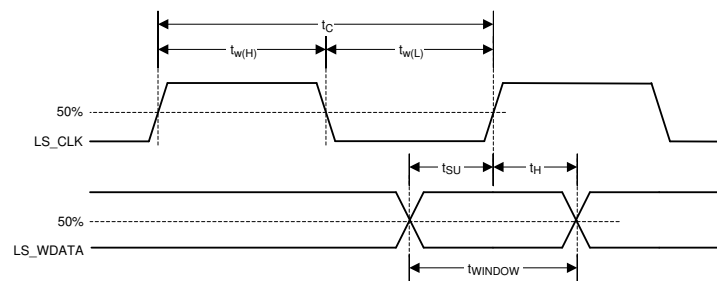 tC
tw(H)
tw(L)
50%
LS_CLK
tSU
tH
50%
LS_WDATA
tWINDOW